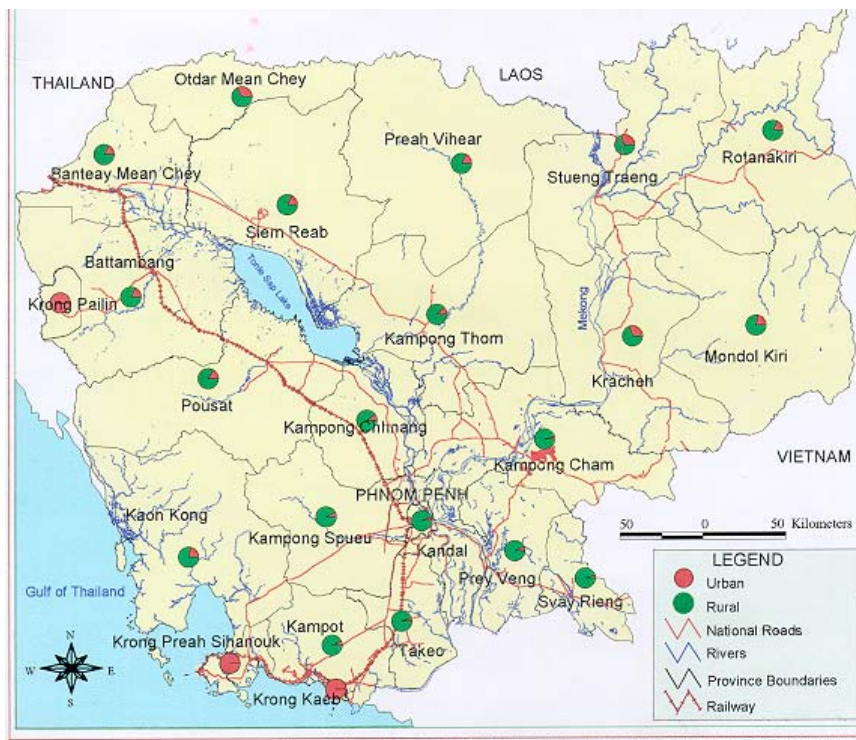 THAILAND
Otdar Mean Chey
LAOS
Preah Vihear
Banteay Mean Chey
Stueng Traeng
Rotanakiri
Siem Reab
Battambang
Tonle Sap Lake
Krong Pailin
Mekong
Kampong Thom
Mondol Kiri
Kracheh
Pousat
Kampong Chhnang
Kampong Cham
VIETNAM
PHNOM PENH
Kaon Kong
Kampong Spueu
Kandal
50 0 50 Kilometers
Prey Veng
Svay Rieng
Gulf of Thailand
Kampot
Takeo
Krong Preah Sihanouk
Krong Kaeb
N
W E
S
LEGEND
Urban
Rural
National Roads
Rivers
Province Boundaries
Railway